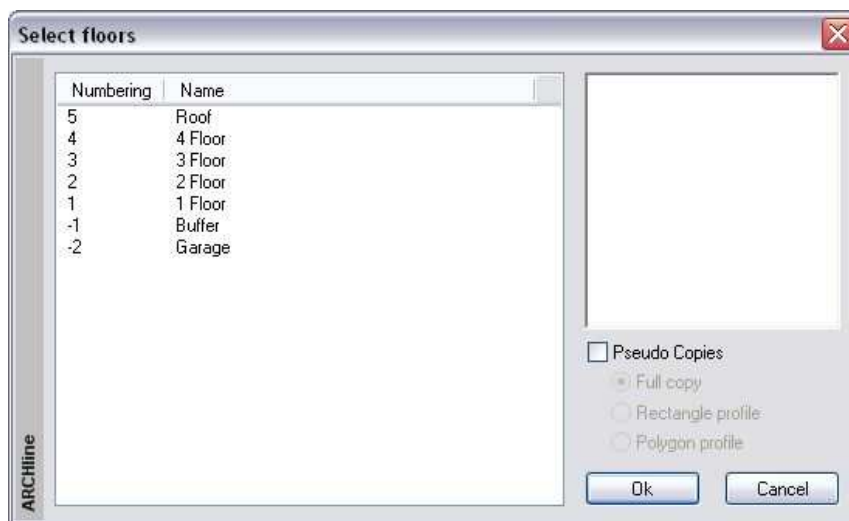 Select floors
Numbering Name
5 Roof
4 4 Floor
3 3 Floor
2 2 Floor
1 1 Floor
-1 Buffer
-2 Garage
Pseudo Copies
Full copy
Rectangle profile
Polygon profile
Ok Cancel
ARCHline